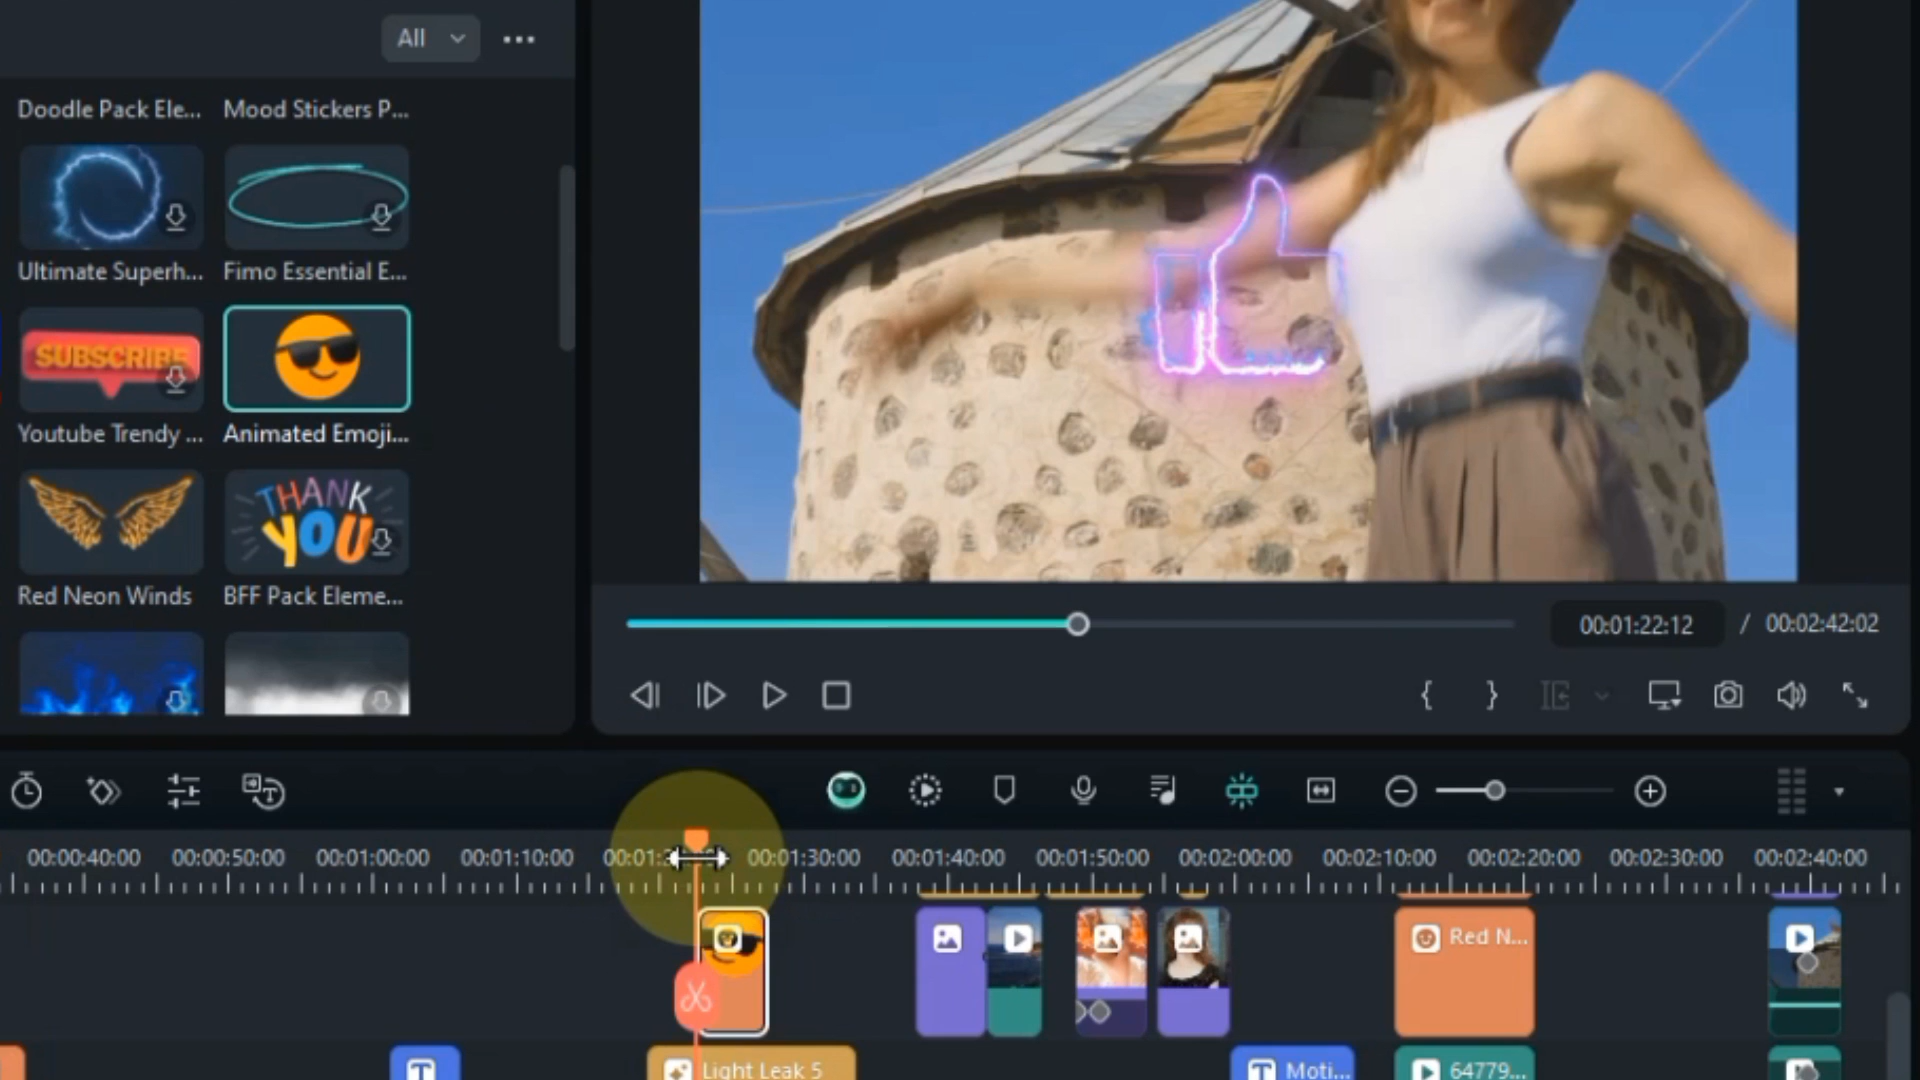 All
Doodle Pack Ele... Mood Stickers P...
Ultimate Superh... Fimo Essential E...
SUBSCRIBE
Youtube Trendy ... Animated Emoji...
THANK
YOU
Red Neon Winds BFF Pack Eleme...
00:01:22:12 / 00:02:42:02
00:00:40:00 00:00:50:00 00:01:00:00 00:01:10:00 00:01:30:00 00:01:40:00 00:01:50:00 00:02:00:00 00:02:10:00 00:02:20:00 00:02:30:00 00:02:40:00
Red N...
T Light Leak 5 T Moti... 64779...